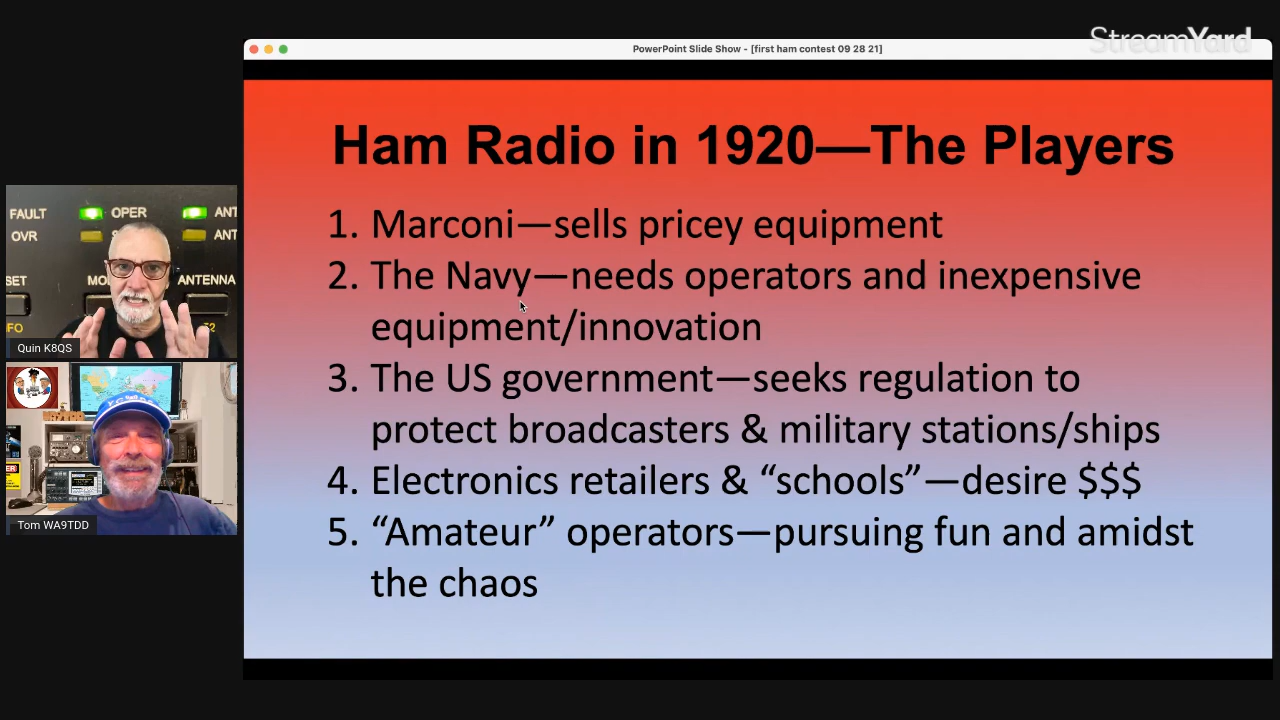 StreamYard
PowerPoint Slide Show - [first ham contest 09 28 21]
Ham Radio in 1920—The Players
1. Marconi—sells pricey equipment
2. The Navy—needs operators and inexpensive
equipment/innovation
3. The US government—seeks regulation to
protect broadcasters & military stations/ships
4. Electronics retailers & “schools”—desire $$$
5. “Amateur” operators—pursuing fun and amidst
the chaos
FAULT
OPER
ANT
OVR
ANT
SET
MO
ANTENNA
Quin K8QS
Tom WA9TDD